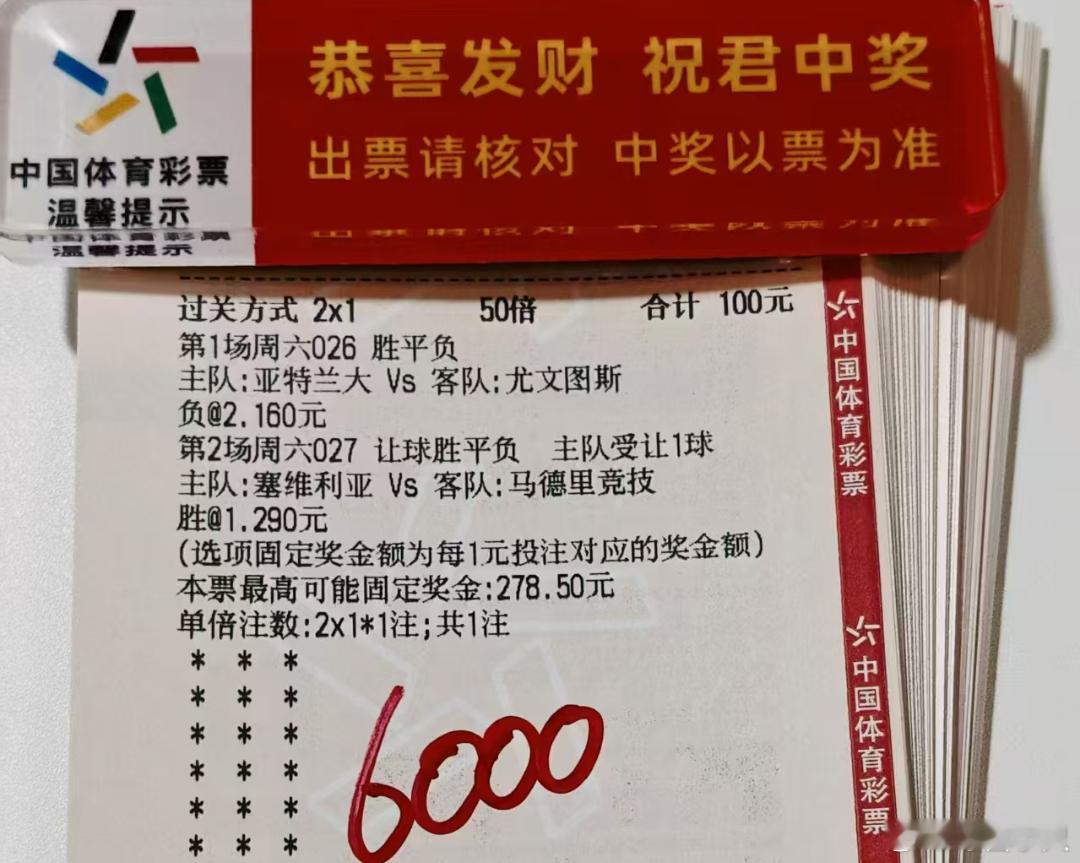 恭喜发财 祝君中奖
出票请核对 中奖以票为准
中国体育彩票
温馨提示
过关方式 2x1 50倍 合计 100元
第1场周六026 胜平负
主队:亚特兰大 Vs 客队:尤文图斯
负@2.160元
第2场周六027 让球胜平负 主队受让1球
主队:塞维利亚 Vs 客队:马德里竞技
胜@1.290元
(选项固定奖金额为每1元投注对应的奖金额)
本票最高可能固定奖金:278.50元
单倍注数:2x1*1注;共1注
* * *
* * *
* * *
* * *
* * *
* * *
6000
中国体育彩票
中国体育彩票